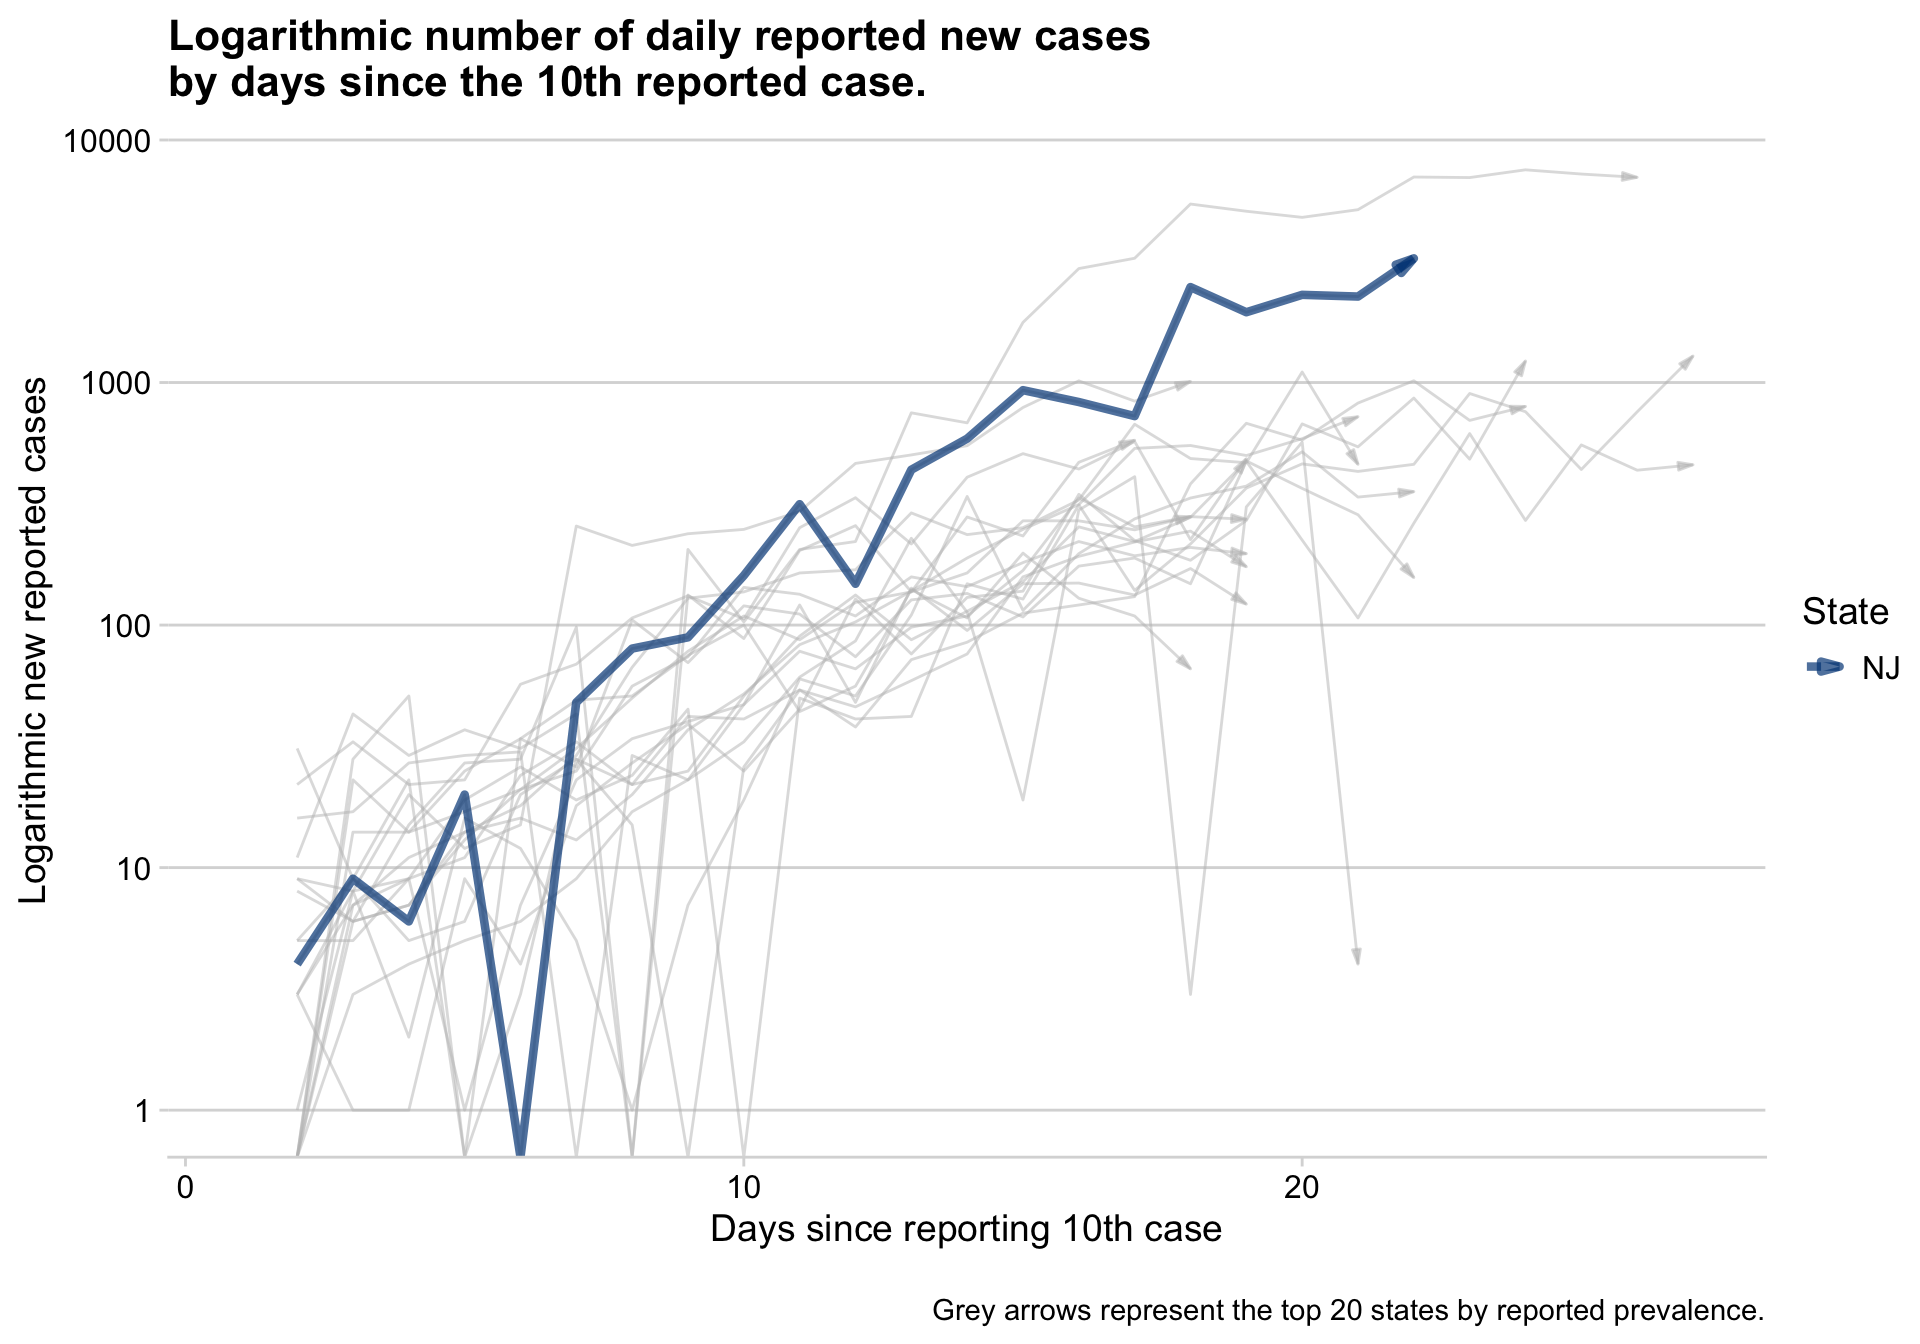 Logarithmic number of daily reported new cases
by days since the 10th reported case.
10000
1000
100
10
1
Logarithmic new reported cases
0
10
20
Days since reporting 10th case
State
NJ
Grey arrows represent the top 20 states by reported prevalence.